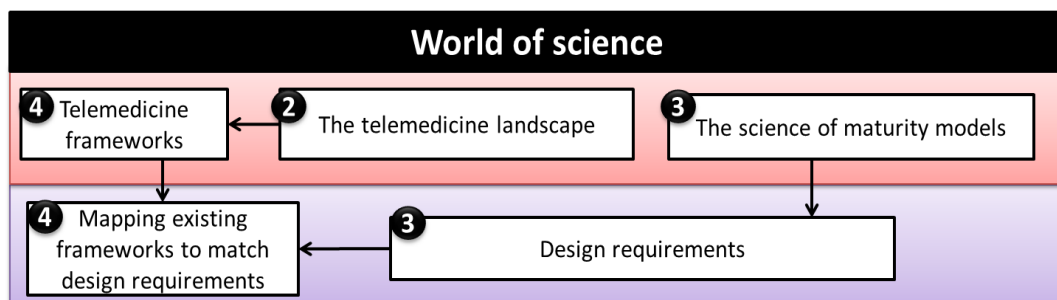 World of science
4
Telemedicine
frameworks
2
The telemedicine landscape
3
The science of maturity models
4
Mapping existing
frameworks to match
design requirements
3
Design requirements